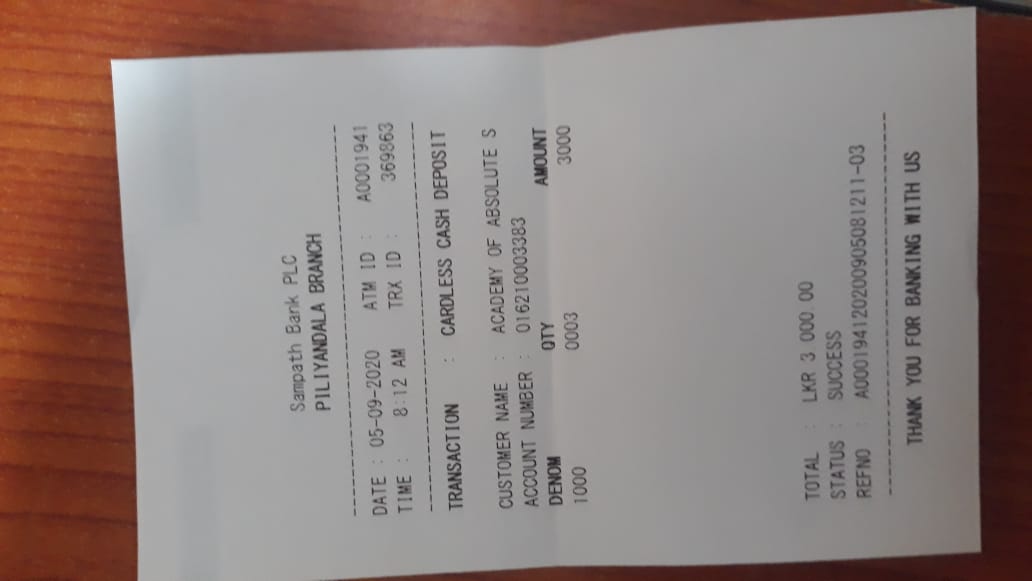 Sampath Bank PLC
PILIYANDALA BRANCH
DATE : 05-09-2020 ATM ID : A0001941
TIME : 8:12 AM TRX ID : 369863
TRANSACTION : CARDLESS CASH DEPOSIT
CUSTOMER NAME : ACADEMY OF ABSOLUTE S
ACCOUNT NUMBER : 016210003383
DENOM QTY AMOUNT
1000 0003 3000
TOTAL : LKR 3 000.00
STATUS : SUCCESS
REFNO : A000194120200905081211-03
THANK YOU FOR BANKING WITH US